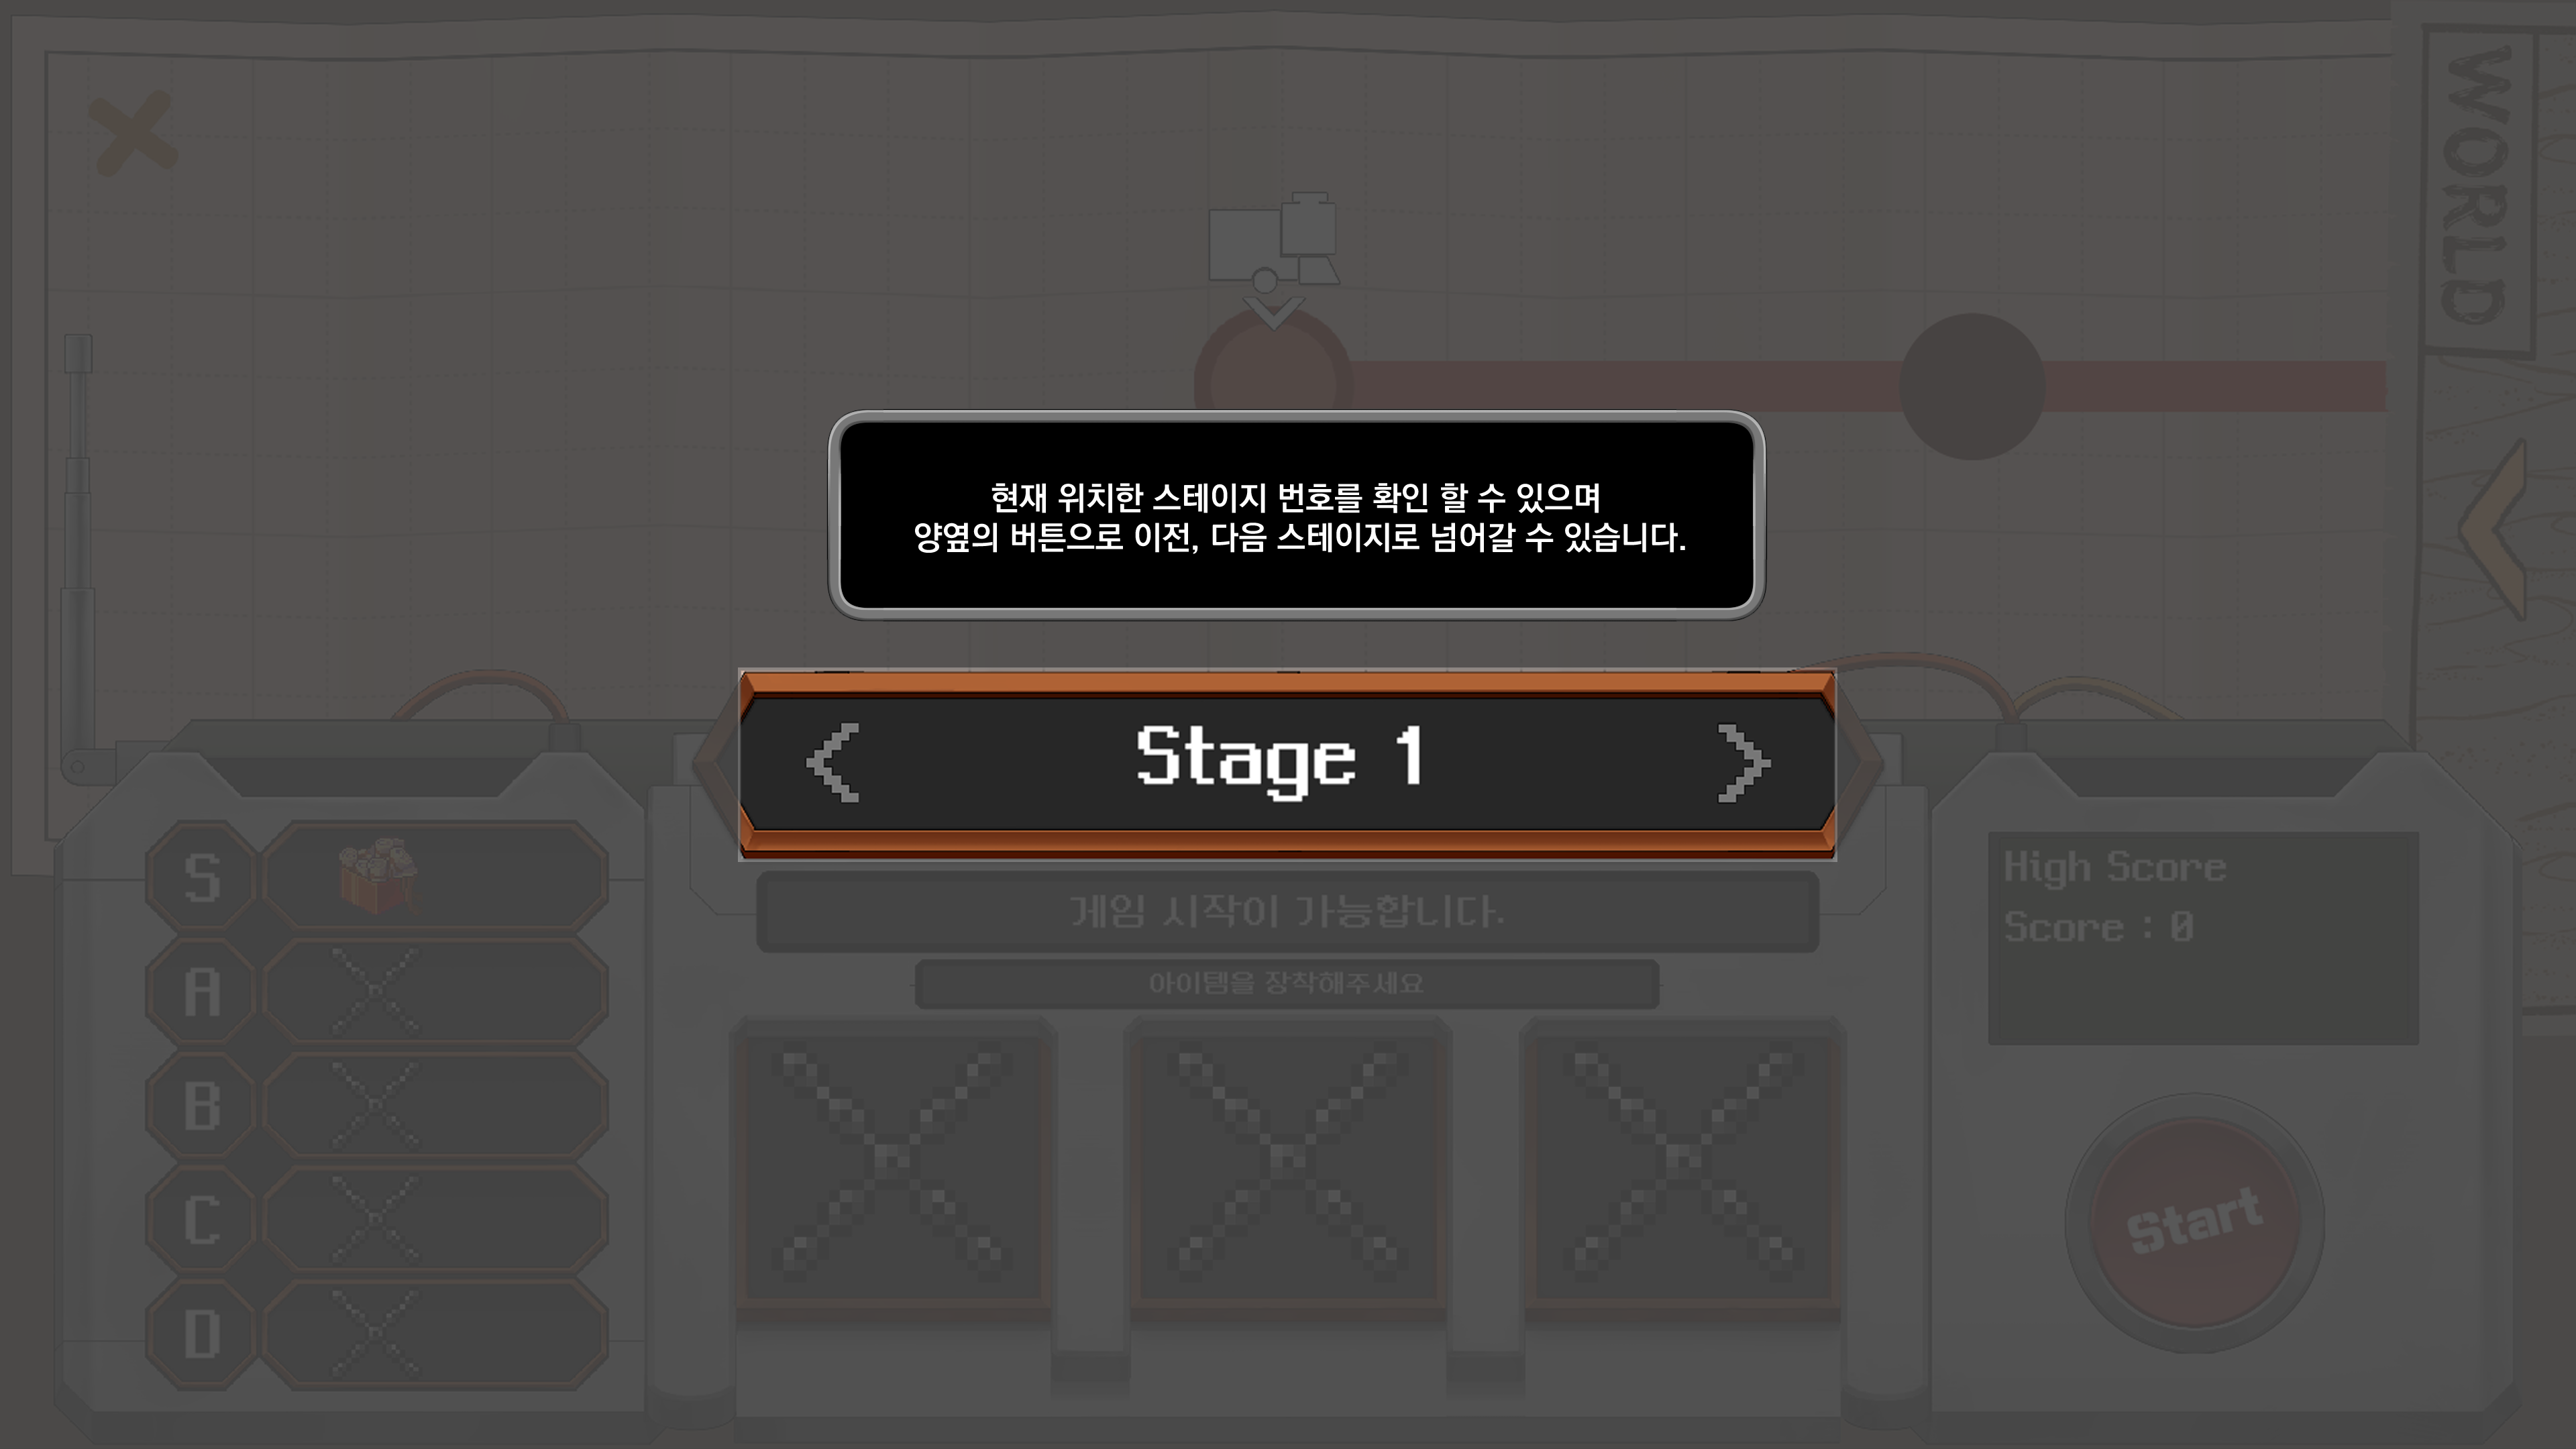 WORLD
현재 위치한 스테이지 번호를 확인 할 수 있으며
양옆의 버튼으로 이전, 다음 스테이지로 넘어갈 수 있습니다.
Stage 1
게임 시작이 가능합니다.
아이템을 장착해주세요
S
A
B
C
D
High Score
Score : 0
Start